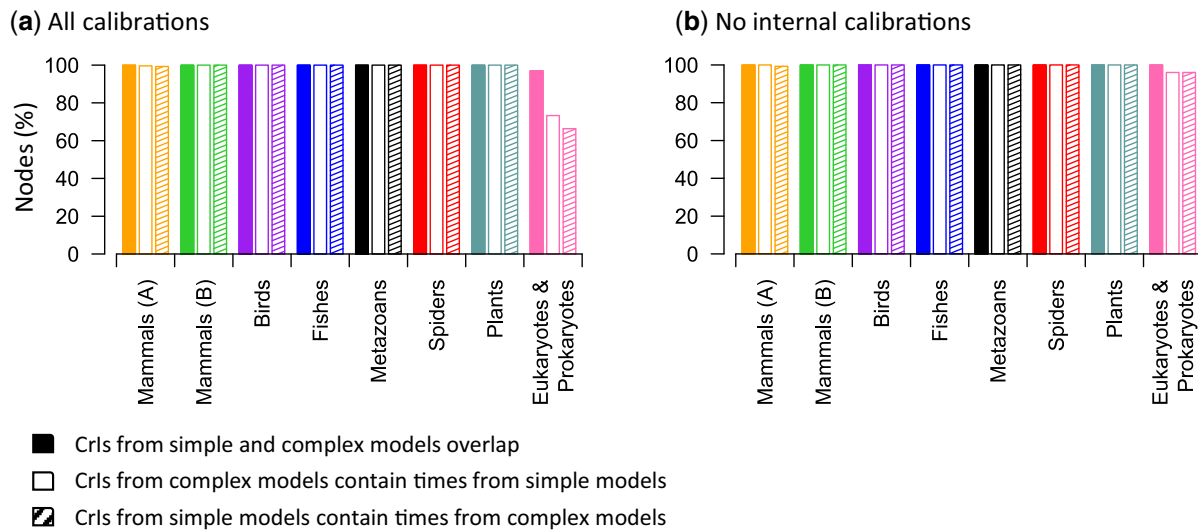 (a) All calibrations
(b) No internal calibrations
Nodes (%)
100
80
60
40
20
0
Mammals (A)
Mammals (B)
Birds
Fishes
Metazoans
Spiders
Plants
Eukaryotes &
Prokaryotes
100
80
60
40
20
0
Mammals (A)
Mammals (B)
Birds
Fishes
Metazoans
Spiders
Plants
Eukaryotes &
Prokaryotes
CrIs from simple and complex models overlap
CrIs from complex models contain times from simple models
CrIs from simple models contain times from complex models